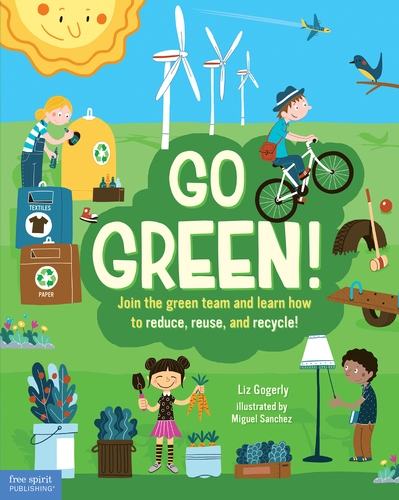 GO
GREEN!
Join the green team and learn how
to reduce, reuse, and recycle!
TEXTILES
PAPER
Liz Gogerly
illustrated by
Miguel Sanchez
free spirit
PUBLISHING®